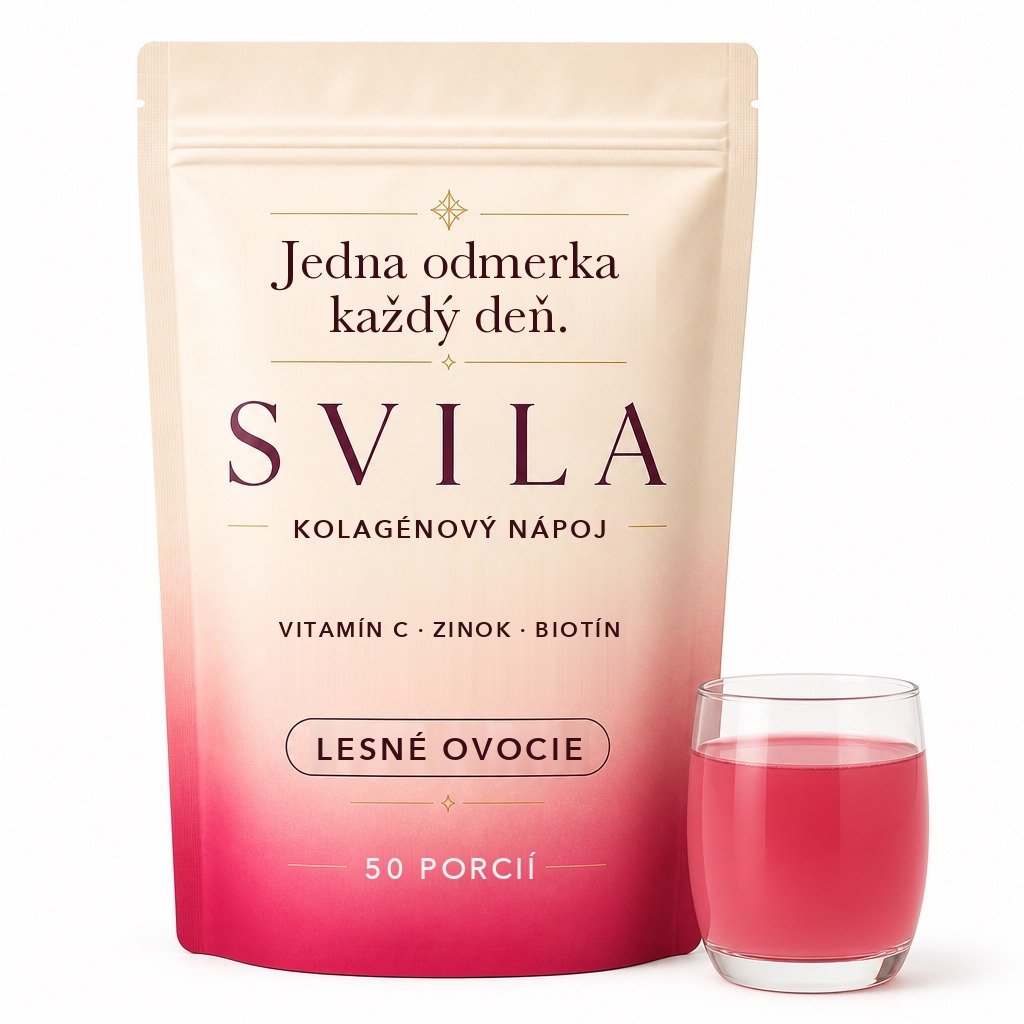 Jedna odmerka
každý deň.
SVILA
KOLAGÉNOVÝ NÁPOJ
VITAMÍN C · ZINOK · BIOTÍN
LESNÉ OVOCIE
50 PORCIÍ